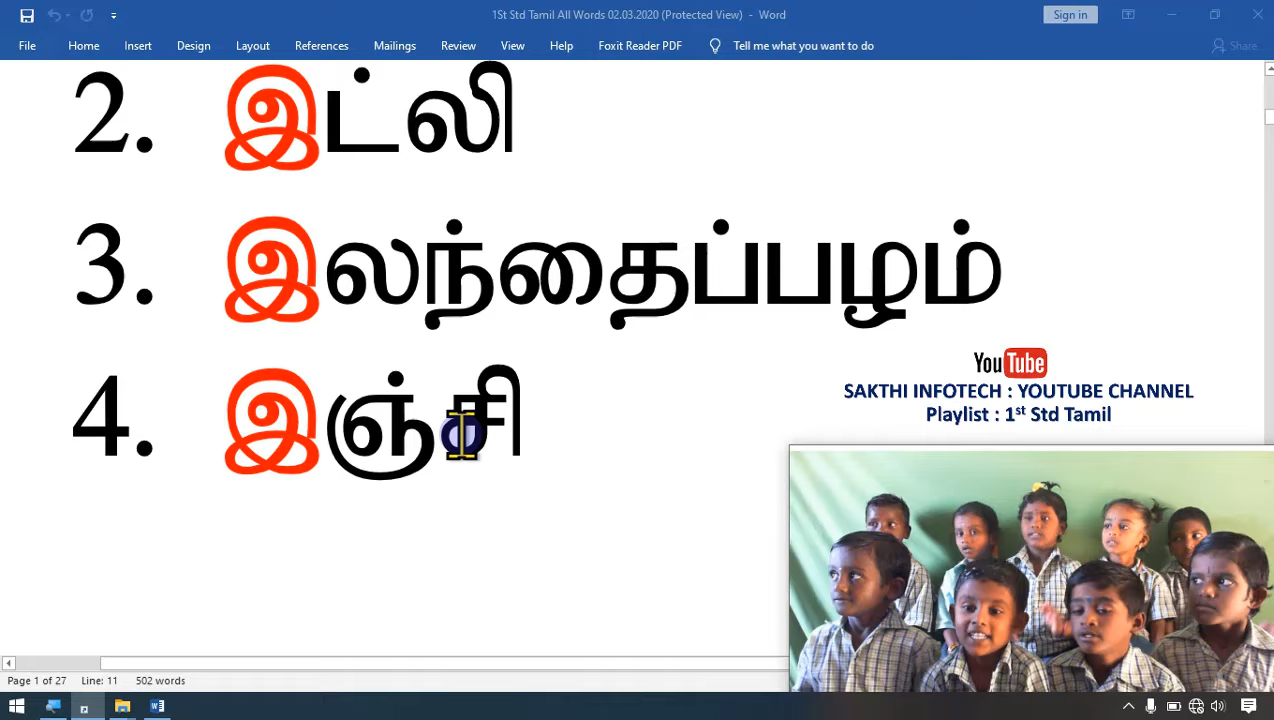 1St Std Tamil All Words 02.03.2020 (Protected View) - Word
Sign in
File Home Insert Design Layout References Mailings Review View Help Foxit Reader PDF Tell me what you want to do Share
2. இட்லி
3. இலந்தைப்பழம்
4. இஞ்சி
YouTube
SAKTHI INFOTECH : YOUTUBE CHANNEL
Playlist : 1st Std Tamil
Page 1 of 27 Line: 11 502 words